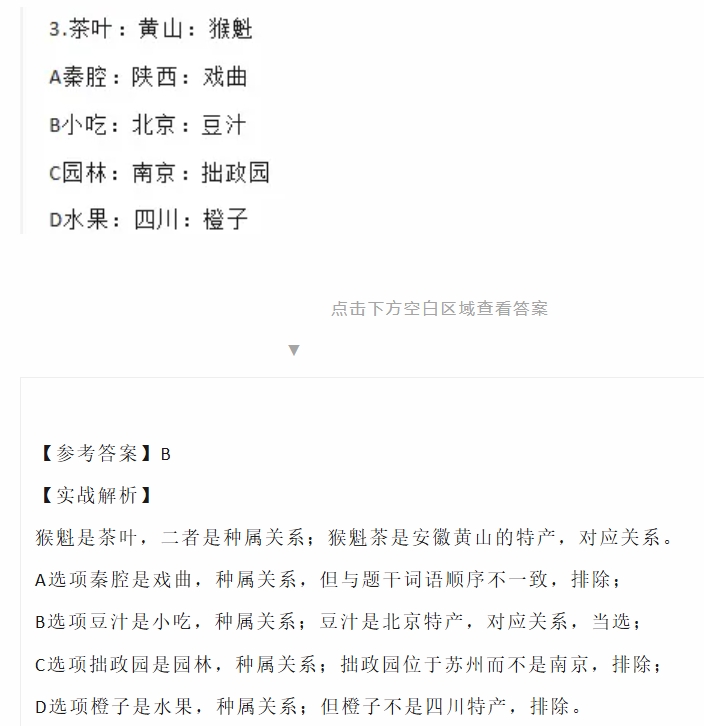 3.茶叶：黄山：猴魁
A秦腔：陕西：戏曲
B小吃：北京：豆汁
C园林：南京：拙政园
D水果：四川：橙子
点击下方空白区域查看答案
▼
【参考答案】B
【实战解析】
猴魁是茶叶，二者是种属关系；猴魁茶是安徽黄山的特产，对应关系。
A选项秦腔是戏曲，种属关系，但与题干词语顺序不一致，排除；
B选项豆汁是小吃，种属关系；豆汁是北京特产，对应关系，当选；
C选项拙政园是园林，种属关系；拙政园位于苏州而不是南京，排除；
D选项橙子是水果，种属关系；但橙子不是四川特产，排除。